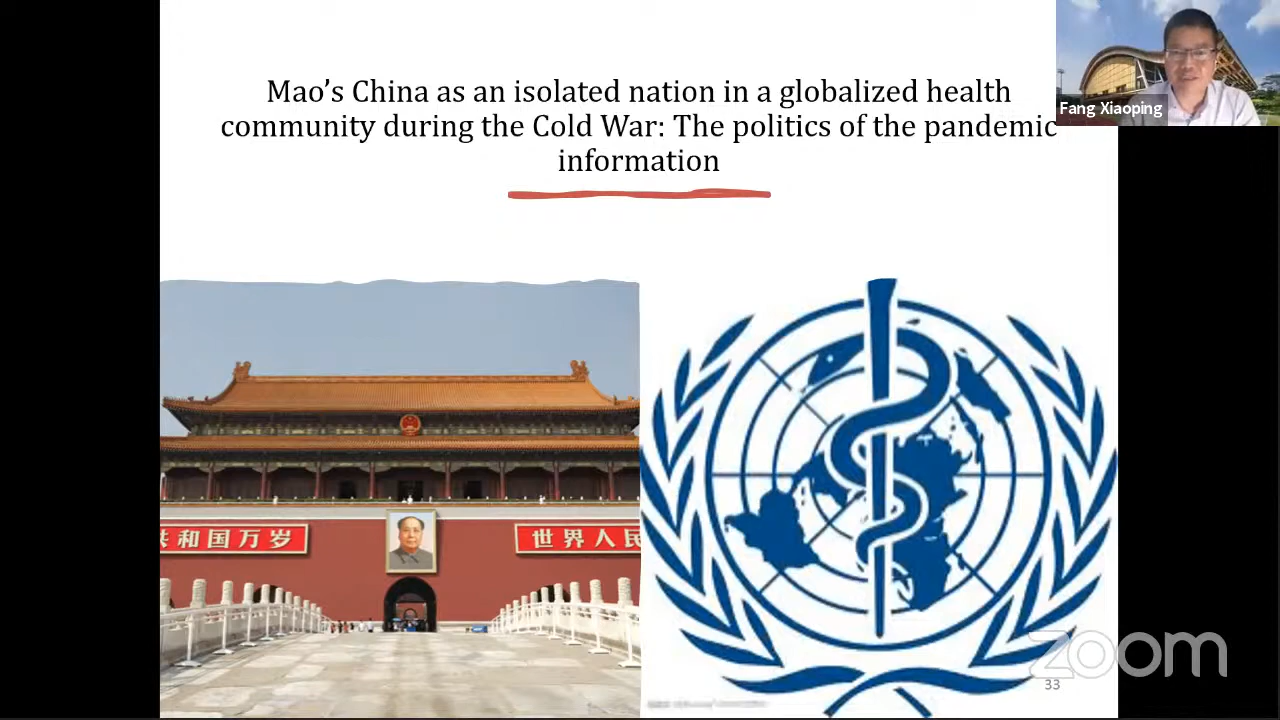 Mao’s China as an isolated nation in a globalized health
community during the Cold War: The politics of the pandemic
information
Fang Xiaoping
共和国万岁
世界人民
zoom
33